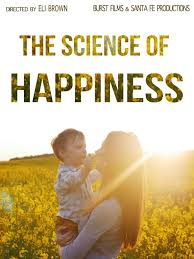 DIRECTED BY ELI BROWN
BURST FILMS & SANTA FE PRODUCTIONS
THE SCIENCE OF
HAPPINESS